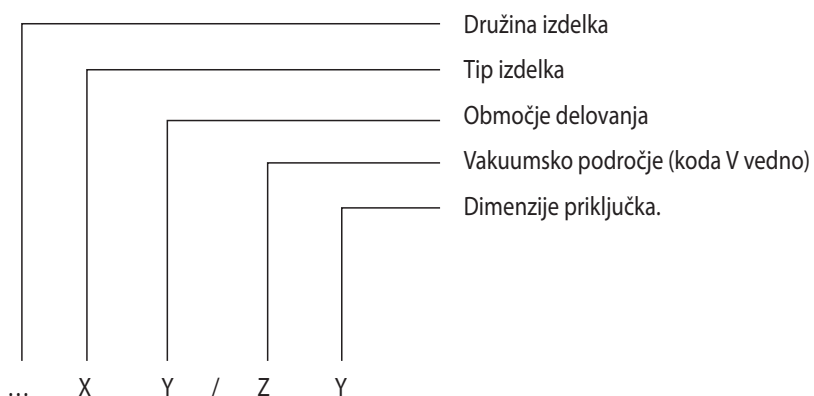 Družina izdelka
Tip izdelka
Območje delovanja
Vakuumsko področje (koda V vedno)
Dimenzije priključka.
... X Y / Z Y